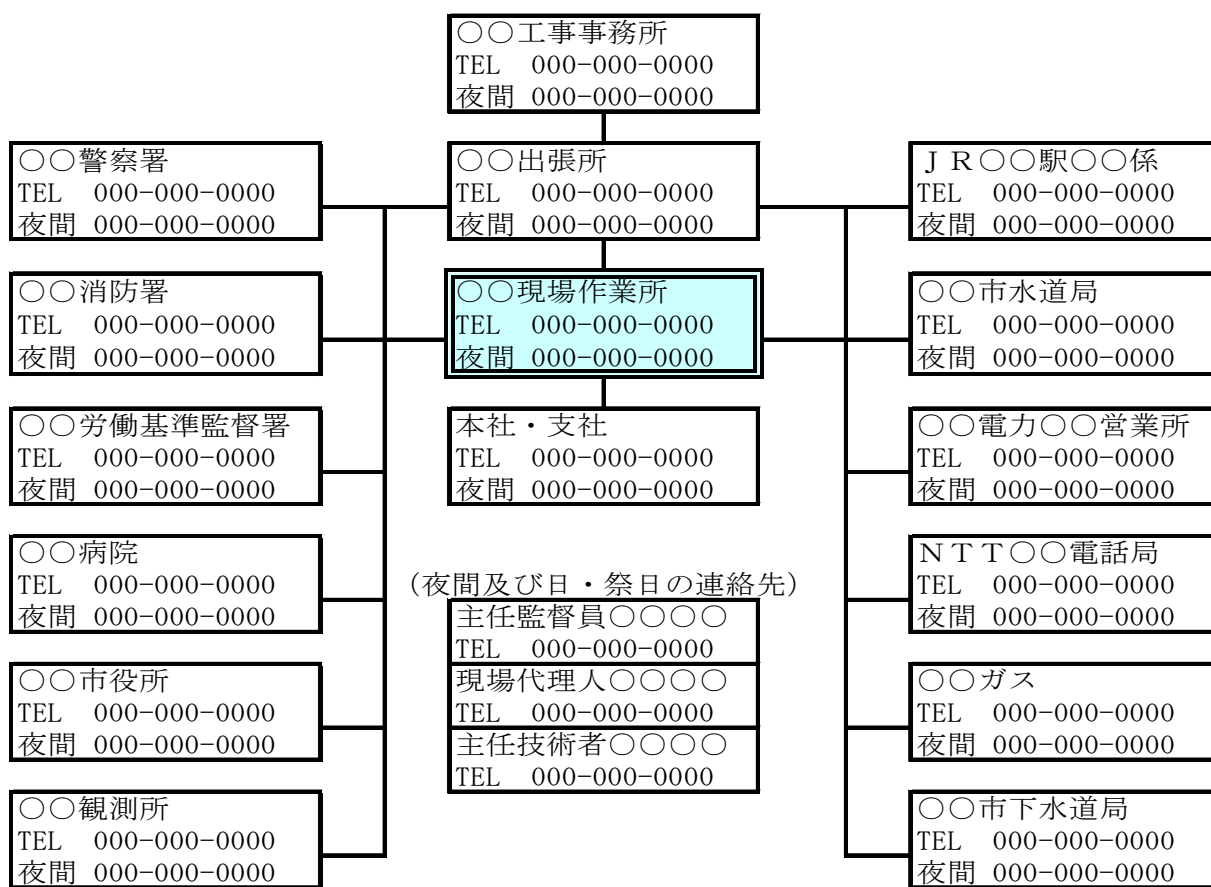 ○○工事事務所
TEL 000-000-0000
夜間 000-000-0000
○○警察署
TEL 000-000-0000
夜間 000-000-0000
○○出張所
TEL 000-000-0000
夜間 000-000-0000
ＪＲ○○駅○○係
TEL 000-000-0000
夜間 000-000-0000
○○消防署
TEL 000-000-0000
夜間 000-000-0000
○○現場作業所
TEL 000-000-0000
夜間 000-000-0000
○○市水道局
TEL 000-000-0000
夜間 000-000-0000
○○労働基準監督署
TEL 000-000-0000
夜間 000-000-0000
本社・支社
TEL 000-000-0000
夜間 000-000-0000
○○電力○○営業所
TEL 000-000-0000
夜間 000-000-0000
○○病院
TEL 000-000-0000
夜間 000-000-0000
（夜間及び日・祭日の連絡先）
主任監督員○○○○
TEL 000-000-0000
現場代理人○○○○
TEL 000-000-0000
主任技術者○○○○
TEL 000-000-0000
ＮＴＴ○○電話局
TEL 000-000-0000
夜間 000-000-0000
○○市役所
TEL 000-000-0000
夜間 000-000-0000
○○ガス
TEL 000-000-0000
夜間 000-000-0000
○○観測所
TEL 000-000-0000
夜間 000-000-0000
○○市下水道局
TEL 000-000-0000
夜間 000-000-0000